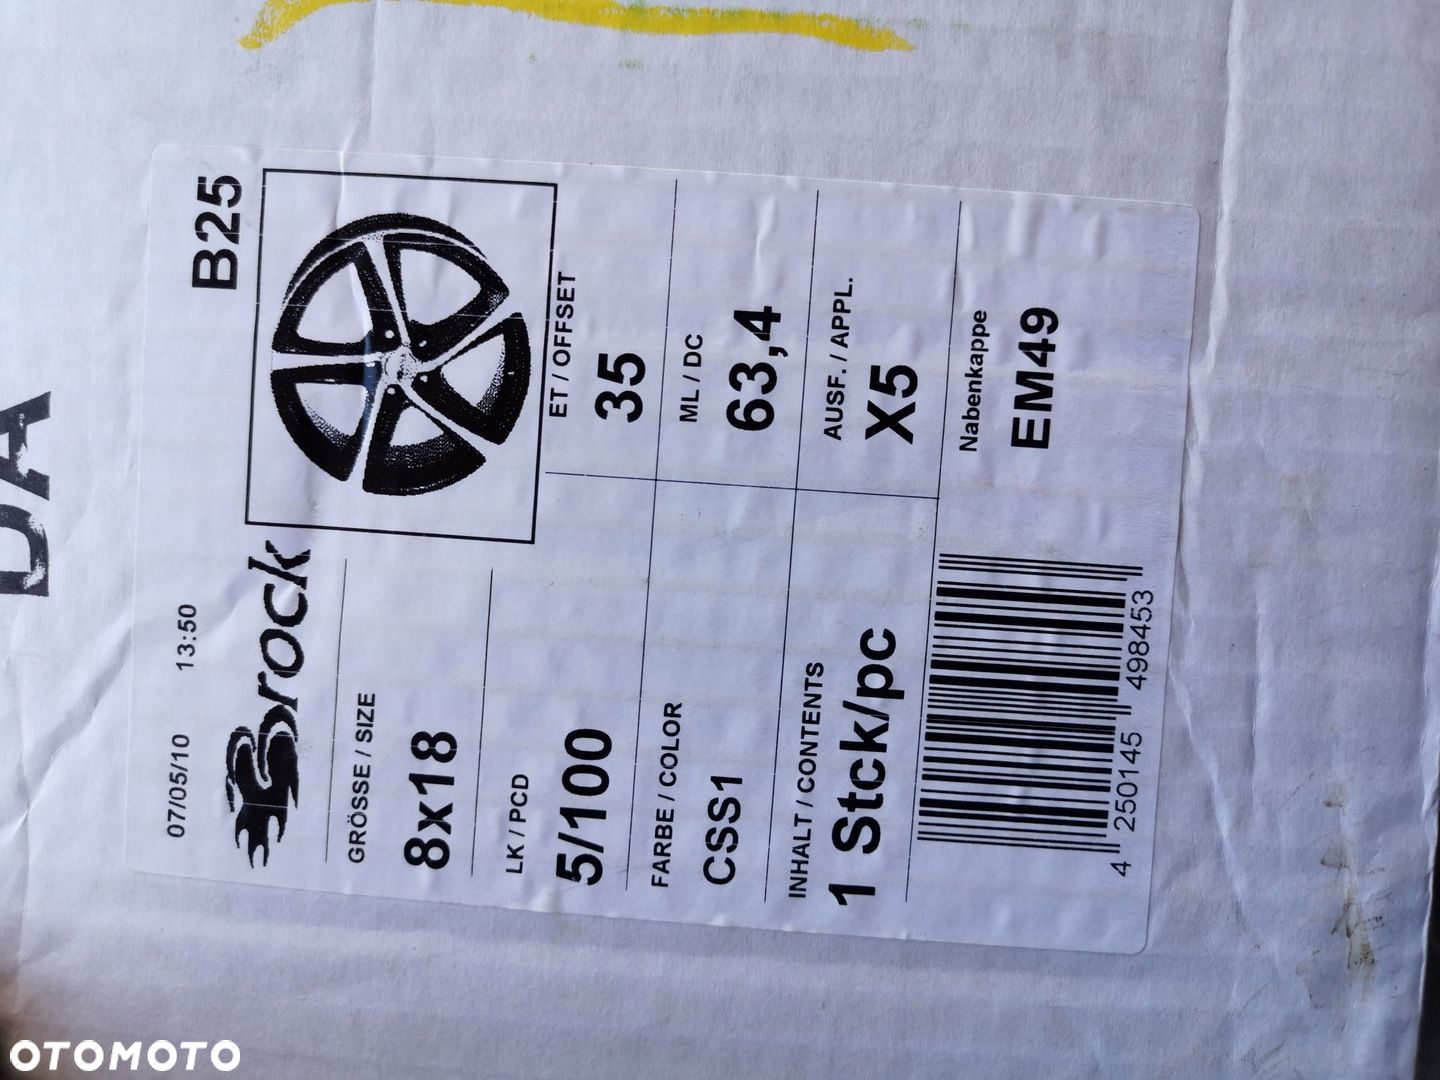 DA
07/05/10 13:50
B25
Brock
GRÖSSE / SIZE
8x18
ET / OFFSET
35
LK / PCD
5/100
ML / DC
63,4
FARBE / COLOR
CSS1
AUSF. / APPL.
X5
INHALT / CONTENTS
1 Stck/pc
Nabenkappe
EM49
4 250145 498453
OTOMOTO